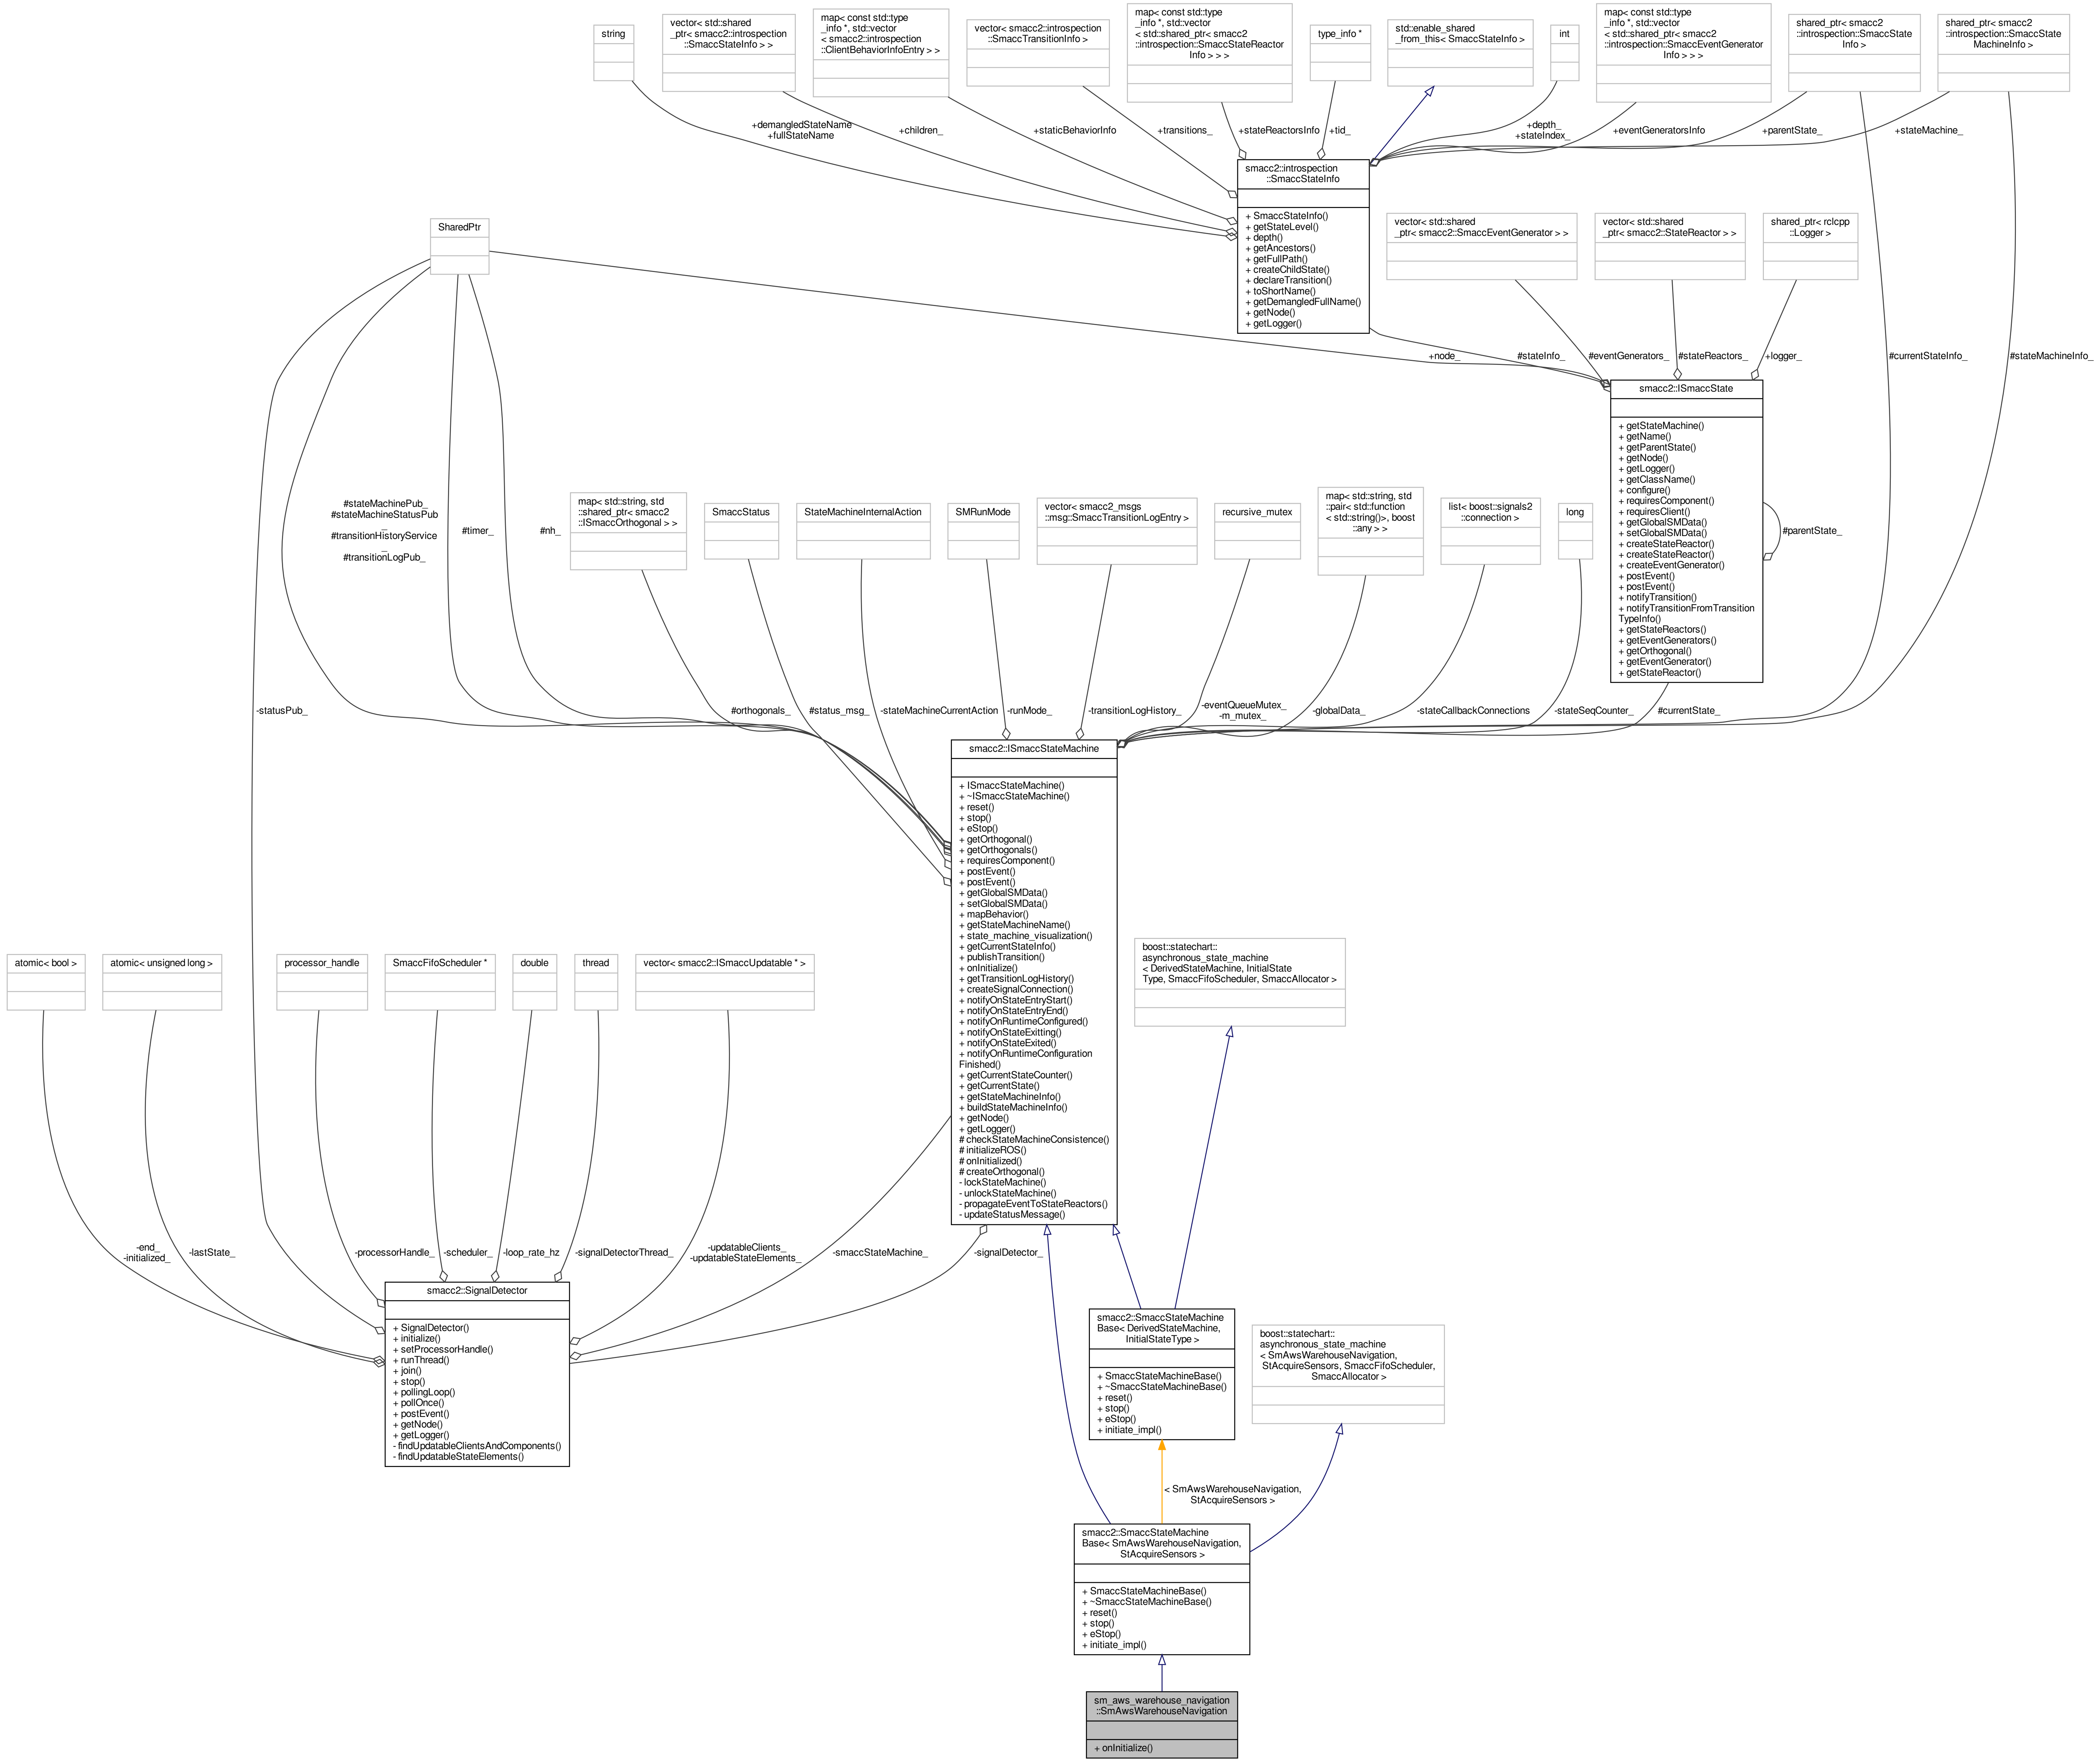 string
vector< std::shared
_ptr< smacc2::introspection
::SmaccStateInfo > >
map< const std::type
_info *, std::vector
< smacc2::introspection
::ClientBehaviorInfoEntry > >
vector< smacc2::introspection
::SmaccTransitionInfo >
map< const std::type
_info *, std::vector
< std::shared_ptr< smacc2
::introspection::SmaccStateReactor
Info > > >
type_info *
std::enable_shared
_from_this< SmaccStateInfo >
int
map< const std::type
_info *, std::vector
< std::shared_ptr< smacc2
::introspection::SmaccEventGenerator
Info > > >
shared_ptr< smacc2
::introspection::SmaccState
Info >
shared_ptr< smacc2
::introspection::SmaccState
MachineInfo >
+demangledStateName
+fullStateName
+children_
+staticBehaviorInfo
+transitions_
+stateReactorsInfo
+tid_
+depth_
+stateIndex_
+eventGeneratorsInfo
+parentState_
+stateMachine_
smacc2::introspection
::SmaccStateInfo
+ SmaccStateInfo()
+ getStateLevel()
+ depth()
+ getAncestors()
+ getFullPath()
+ createChildState()
+ declareTransition()
+ toShortName()
+ getDemangledFullName()
+ getNode()
+ getLogger()
SharedPtr
vector< std::shared
_ptr< smacc2::SmaccEventGenerator > >
vector< std::shared
_ptr< smacc2::StateReactor > >
shared_ptr< rclcpp
::Logger >
+node_
#stateInfo_
#eventGenerators_
#stateReactors_
+logger_
#currentStateInfo_
#stateMachineInfo_
smacc2::ISmaccState
+ getStateMachine()
+ getName()
+ getParentState()
+ getNode()
+ getLogger()
+ getClassName()
+ configure()
+ requiresComponent()
+ requiresClient()
+ getGlobalSMData()
+ setGlobalSMData()
+ createStateReactor()
+ createStateReactor()
+ createEventGenerator()
+ postEvent()
+ postEvent()
+ notifyTransition()
+ notifyTransitionFromTransition
TypeInfo()
+ getStateReactors()
+ getEventGenerators()
+ getOrthogonal()
+ getEventGenerator()
+ getStateReactor()
#parentState_
#stateMachinePub_
#stateMachineStatusPub
_
#transitionHistoryService
_
#transitionLogPub_
#timer_
#nh_
map< std::string, std
::shared_ptr< smacc2
::ISmaccOrthogonal > >
SmaccStatus
StateMachineInternalAction
SMRunMode
vector< smacc2_msgs
::msg::SmaccTransitionLogEntry >
recursive_mutex
map< std::string, std
::pair< std::function
< std::string()>, boost
::any > >
list< boost::signals2
::connection >
long
-statusPub_
#orthogonals_
#status_msg_
-stateMachineCurrentAction
-runMode_
-transitionLogHistory_
-eventQueueMutex_
-m_mutex_
-globalData_
-stateCallbackConnections
-stateSeqCounter_
#currentState_
smacc2::ISmaccStateMachine
+ ISmaccStateMachine()
+ ~ISmaccStateMachine()
+ reset()
+ stop()
+ eStop()
+ getOrthogonal()
+ getOrthogonals()
+ requiresComponent()
+ postEvent()
+ postEvent()
+ getGlobalSMData()
+ setGlobalSMData()
+ mapBehavior()
+ getStateMachineName()
+ state_machine_visualization()
+ getCurrentStateInfo()
+ publishTransition()
+ onInitialize()
+ getTransitionLogHistory()
+ createSignalConnection()
+ notifyOnStateEntryStart()
+ notifyOnStateEntryEnd()
+ notifyOnRuntimeConfigured()
+ notifyOnStateExitting()
+ notifyOnStateExited()
+ notifyOnRuntimeConfiguration
Finished()
+ getCurrentStateCounter()
+ getCurrentState()
+ getStateMachineInfo()
+ buildStateMachineInfo()
+ getNode()
+ getLogger()
# checkStateMachineConsistence()
# initializeROS()
# onInitialized()
# createOrthogonal()
- lockStateMachine()
- unlockStateMachine()
- propagateEventToStateReactors()
- updateStatusMessage()
atomic< bool >
atomic< unsigned long >
processor_handle
SmaccFifoScheduler *
double
thread
vector< smacc2::ISmaccUpdatable * >
boost::statechart::
asynchronous_state_machine
< DerivedStateMachine, InitialState
Type, SmaccFifoScheduler, SmaccAllocator >
-end_
-initialized_
-lastState_
-processorHandle_
-scheduler_
-loop_rate_hz
-signalDetectorThread_
-updatableClients_
-updatableStateElements_
-smaccStateMachine_
-signalDetector_
smacc2::SignalDetector
+ SignalDetector()
+ initialize()
+ setProcessorHandle()
+ runThread()
+ join()
+ stop()
+ pollingLoop()
+ pollOnce()
+ postEvent()
+ getNode()
+ getLogger()
- findUpdatableClientsAndComponents()
- findUpdatableStateElements()
smacc2::SmaccStateMachine
Base< DerivedStateMachine,
InitialStateType >
+ SmaccStateMachineBase()
+ ~SmaccStateMachineBase()
+ reset()
+ stop()
+ eStop()
+ initiate_impl()
boost::statechart::
asynchronous_state_machine
< SmAwsWarehouseNavigation,
StAcquireSensors, SmaccFifoScheduler,
SmaccAllocator >
< SmAwsWarehouseNavigation,
StAcquireSensors >
smacc2::SmaccStateMachine
Base< SmAwsWarehouseNavigation,
StAcquireSensors >
+ SmaccStateMachineBase()
+ ~SmaccStateMachineBase()
+ reset()
+ stop()
+ eStop()
+ initiate_impl()
sm_aws_warehouse_navigation
::SmAwsWarehouseNavigation
+ onInitialize()